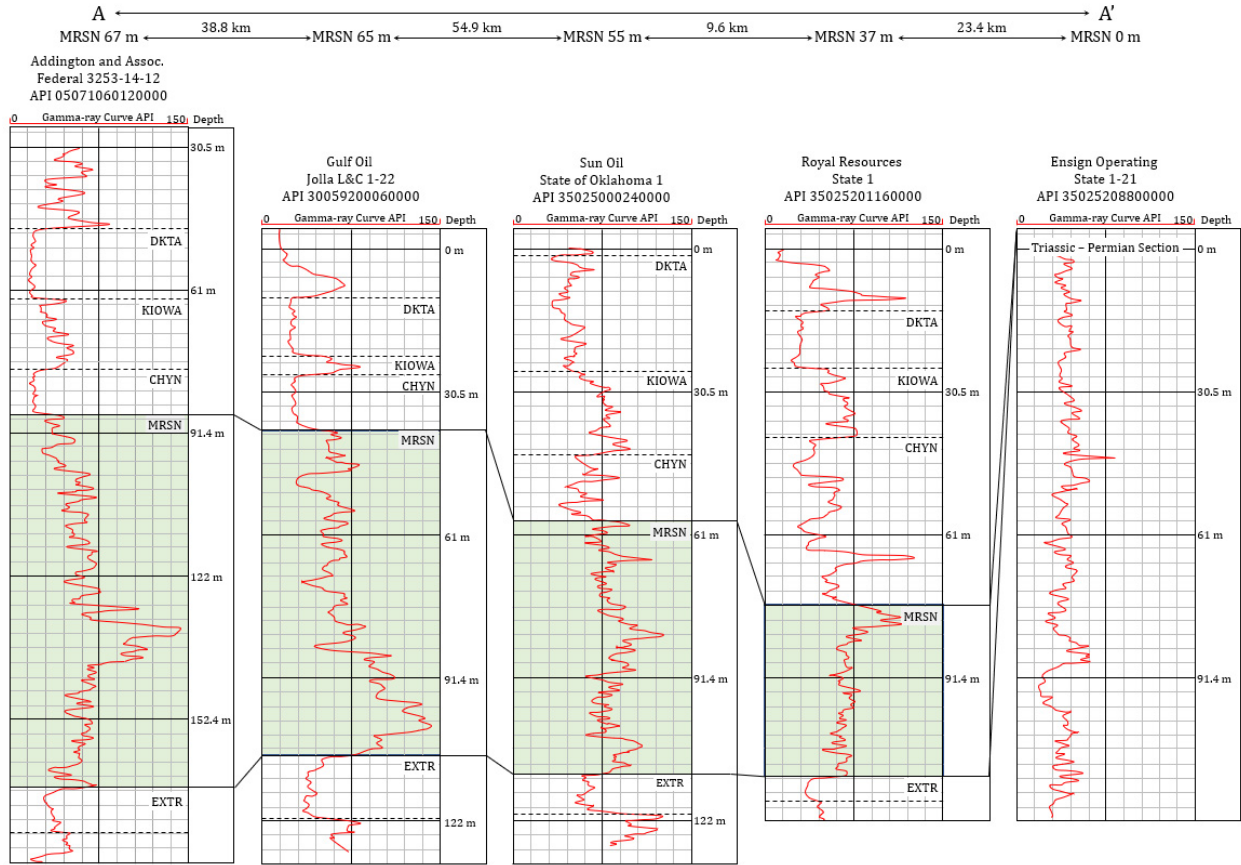 A A'
38.8 km 54.9 km 9.6 km 23.4 km
MRSN 67 m MRSN 65 m MRSN 55 m MRSN 37 m MRSN 0 m
Addington and Assoc.
Federal 3253-14-12
API 05071060120000
0 Gamma-ray Curve API 150 Depth
30.5 m
DKTA
61 m
KIOWA
CHYN
MRSN
91.4 m
122 m
152.4 m
EXTR
Gulf Oil
Jolla L&C 1-22
API 300592000060000
0 Gamma-ray Curve API 150 Depth
0 m
DKTA
KIOWA
CHYN
30.5 m
MRSN
61 m
91.4 m
EXTR
122 m
Sun Oil
State of Oklahoma 1
API 35025000240000
0 Gamma-ray Curve API 150 Depth
0 m
DKTA
KIOWA
30.5 m
CHYN
MRSN
61 m
91.4 m
EXTR
122 m
Royal Resources
State 1
API 350252011160000
0 Gamma-ray Curve API 150 Depth
0 m
DKTA
KIOWA
30.5 m
CHYN
61 m
MRSN
91.4 m
EXTR
122 m
Ensign Operating
State 1-21
API 350252088800000
0 Gamma-ray Curve API 150 Depth
Triassic – Permian Section
0 m
30.5 m
61 m
91.4 m
122 m